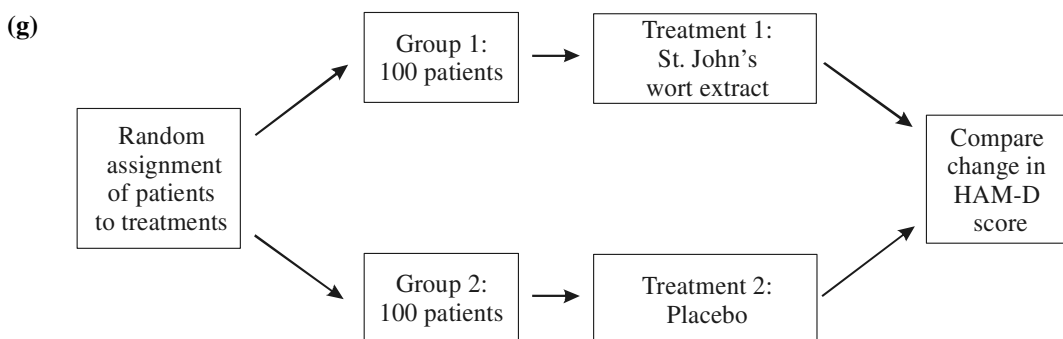 (g)
Group 1:
100 patients
Treatment 1:
St. John’s
wort extract
Random
assignment
of patients
to treatments
Compare
change in
HAM-D
score
Group 2:
100 patients
Treatment 2:
Placebo